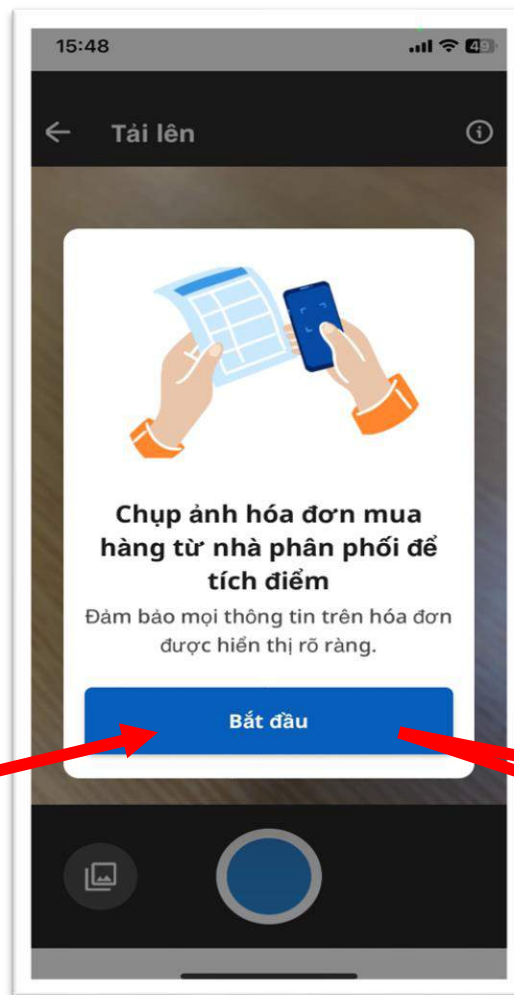 15:48
49
Tải lên
Chụp ảnh hóa đơn mua
hàng từ nhà phân phối để
tích điểm
Đảm bảo mọi thông tin trên hóa đơn
được hiển thị rõ ràng.
Bắt đầu